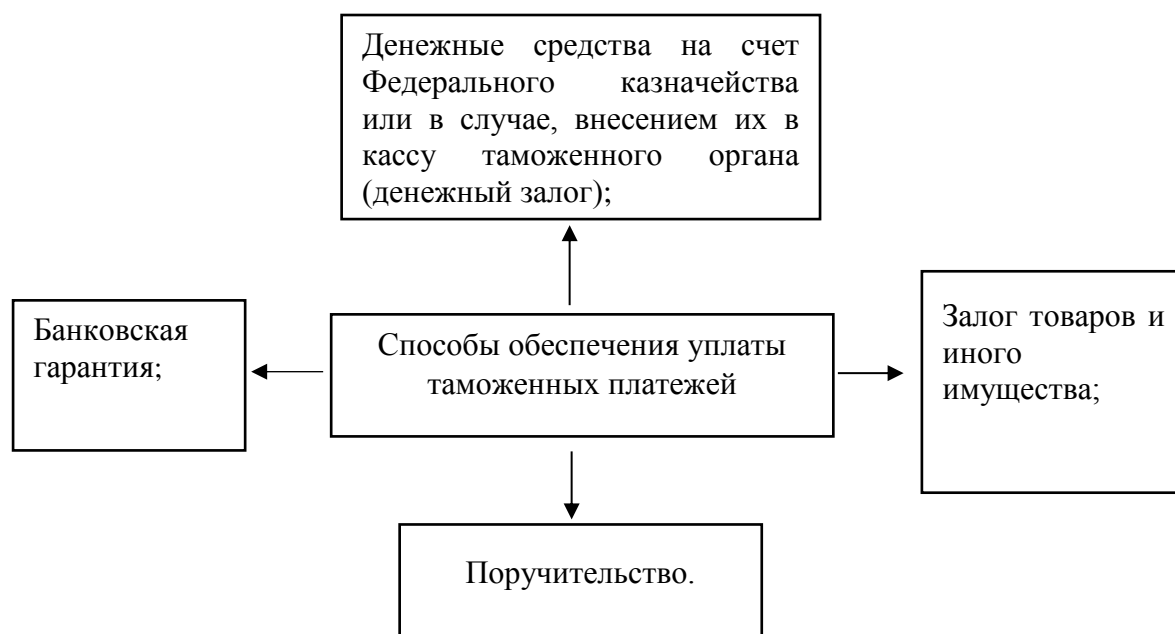 Денежные средства на счет
Федерального казначейства
или в случае, внесением их в
кассу таможенного органа
(денежный залог);
Банковская
гарантия;
Способы обеспечения уплаты
таможенных платежей
Залог товаров и
иного
имущества;
Поручительство.